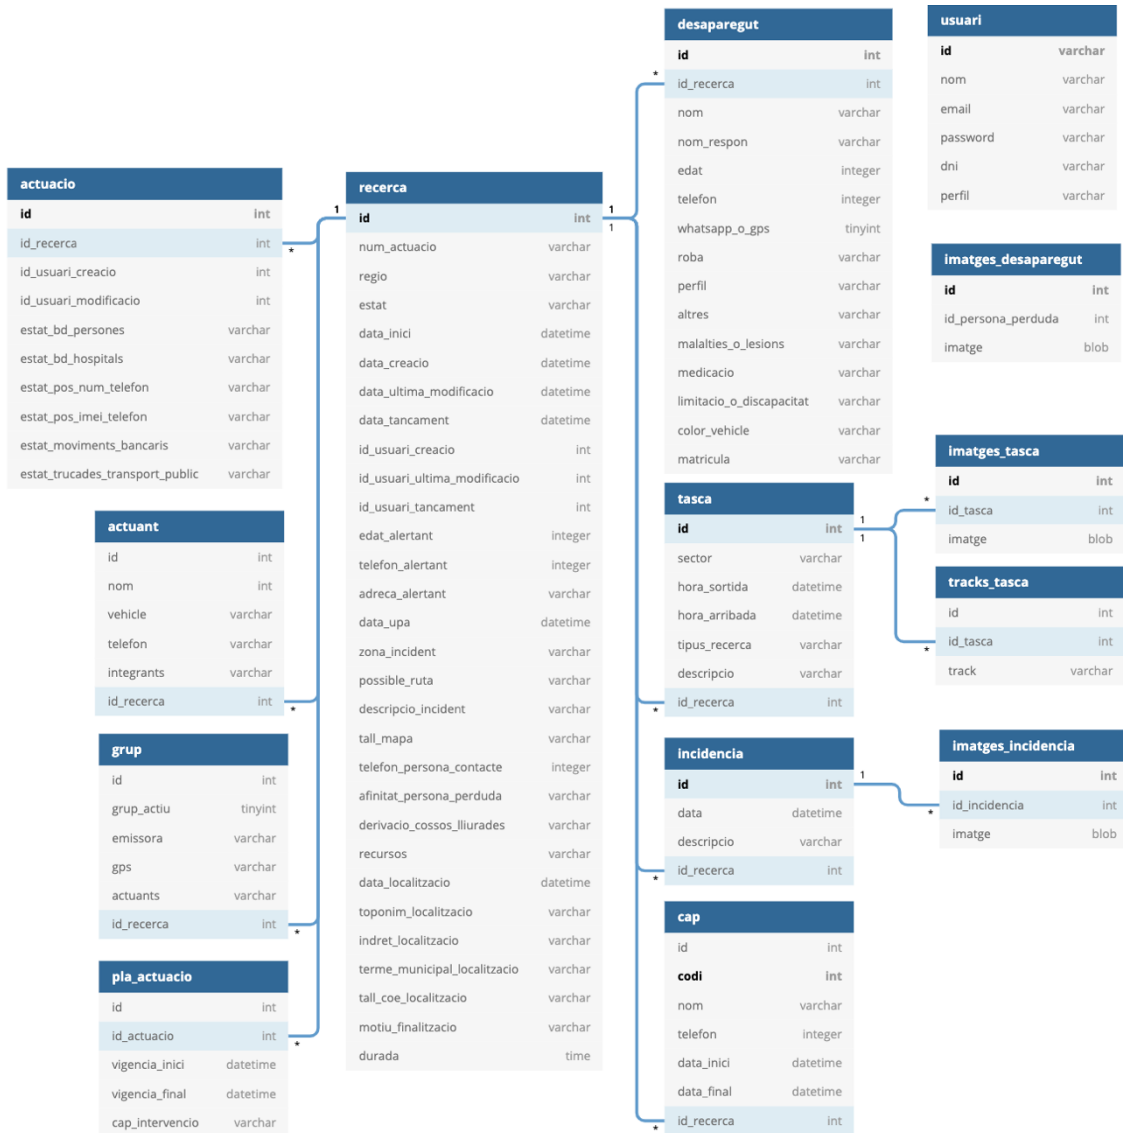 actuacio
id int
id_recerca int
id_usuari_creacio int
id_usuari_modificacio int
estat_bd_persones varchar
estat_bd_hospitals varchar
estat_pos_num_telefon varchar
estat_pos_imei_telefon varchar
estat_moviments_bancaris varchar
estat_trucades_transport_public varchar
*
actuant
id int
nom int
vehicle varchar
telefon varchar
integrants varchar
id_recerca int
*
grup
id int
grup_actiu tinyint
emissora varchar
gps varchar
actuants varchar
id_recerca int
*
pla_actuacio
id int
id_actuacio int
vigencia_inici datetime
vigencia_final datetime
cap_intervencio varchar
*
recerca
1
id int
1
1
num_actuacio varchar
regio varchar
estat varchar
data_inici datetime
data_creacio datetime
data_ultima_modificacio datetime
data_tancament datetime
id_usuari_creacio int
id_usuari_ultima_modificacio int
id_usuari_tancament int
edat_alertant integer
telefon_alertant integer
adreca_alertant varchar
data_upa datetime
zona_incident varchar
possible_ruta varchar
descripcio_incident varchar
tall_mapa varchar
telefon_persona_contacte integer
afinitat_persona_perduda varchar
derivacio_cossos_lliurades varchar
recursos varchar
data_localitzacio datetime
toponim_localitzacio varchar
indret_localitzacio varchar
terme_municipal_localitzacio varchar
tall_coe_localitzacio varchar
motiu_finalitzacio varchar
durada time
desaparegut
id int
*
id_recerca int
nom varchar
nom_respon varchar
edat integer
telefon integer
whatsapp_o_gps tinyint
roba varchar
perfil varchar
altres varchar
malalties_o_lesions varchar
medicacio varchar
limitacio_o_discapacitat varchar
color_vehicle varchar
matricula varchar
tasca
id int
1
1
sector varchar
hora_sortida datetime
hora_arribada datetime
tipus_recerca varchar
descripcio varchar
id_recerca int
*
incidencia
id int
1
data datetime
descripcio varchar
id_recerca int
*
cap
id int
codi int
nom varchar
telefon integer
data_inici datetime
data_final datetime
id_recerca int
*
usuari
id varchar
nom varchar
email varchar
password varchar
dni varchar
perfil varchar
imatges_desaparegut
id int
id_persona_perduda int
imatge blob
imatges_tasca
id int
*
id_tasca int
imatge blob
tracks_tasca
id int
id_tasca int
*
track varchar
imatges_incidencia
id int
id_incidencia int
*
imatge blob